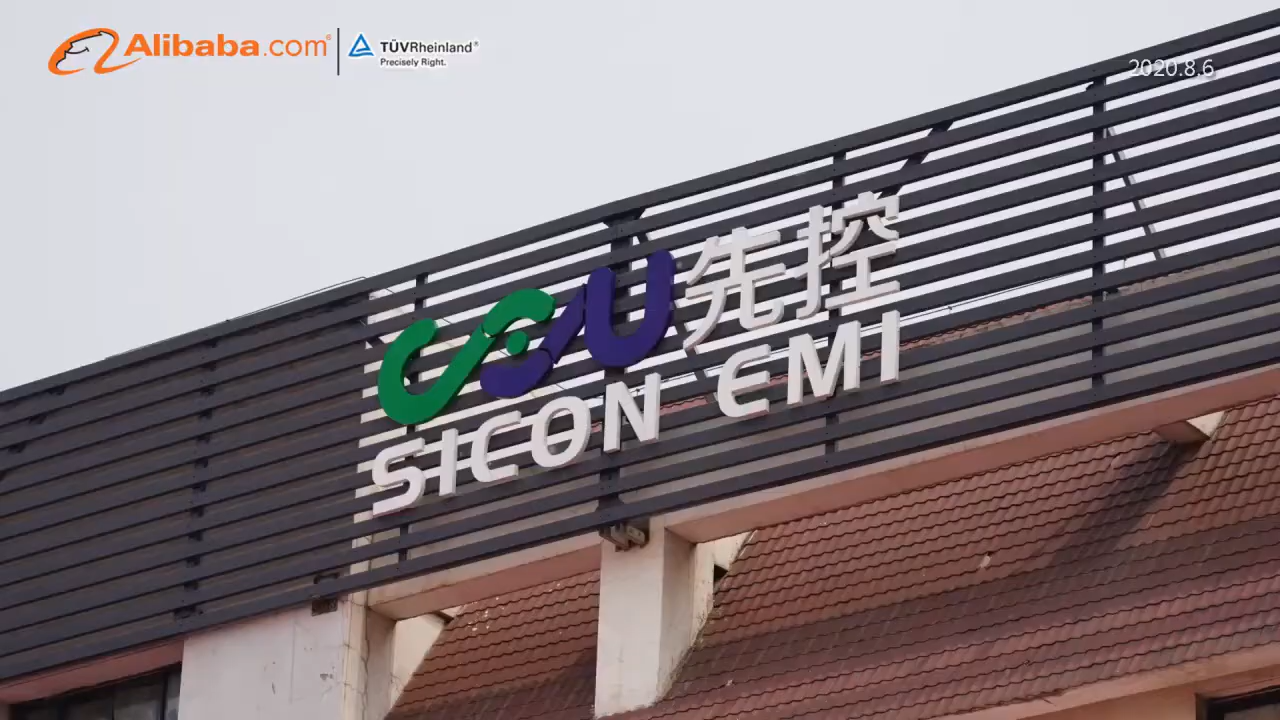 Alibaba.com
TÜVRheinland®
Precisely Right.
2020.8.6
先控
SICON EMI